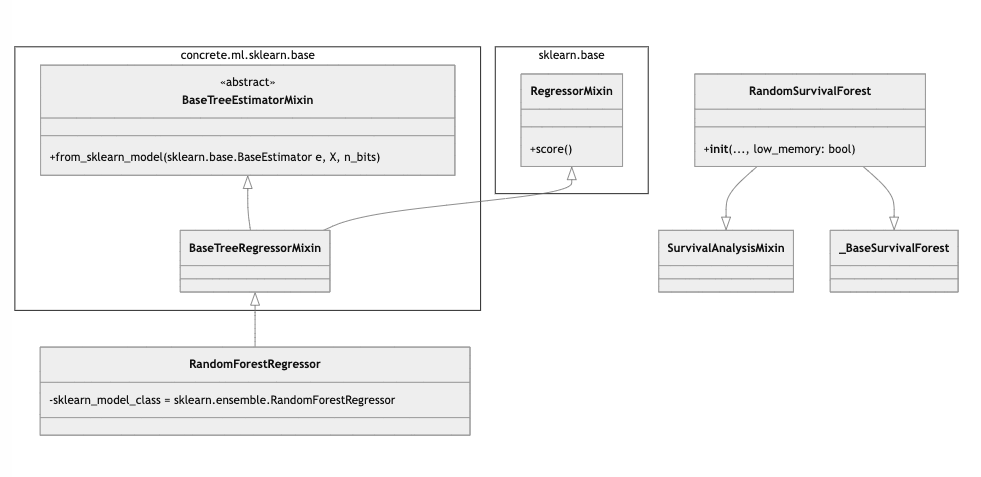 concrete.ml.sklearn.base
«abstract»
BaseTreeEstimatorMixin
+from_sklearn_model(sklearn.base.BaseEstimator e, X, n_bits)
sklearn.base
RegressorMixin
+score()
RandomSurvivalForest
+init(..., low_memory: bool)
BaseTreeRegressorMixin
SurvivalAnalysisMixin
_BaseSurvivalForest
RandomForestRegressor
-sklearn_model_class = sklearn.ensemble.RandomForestRegressor